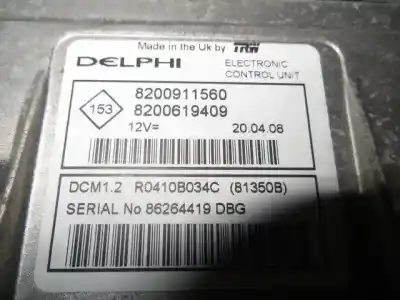 Made in the Uk by TRW
DELPHI
ELECTRONIC
CONTROL UNIT
153
8200911560
8200619409
12V=
20.04.08
DCM1.2 R0410B034C (81350B)
SERIAL No 86264419 DBG